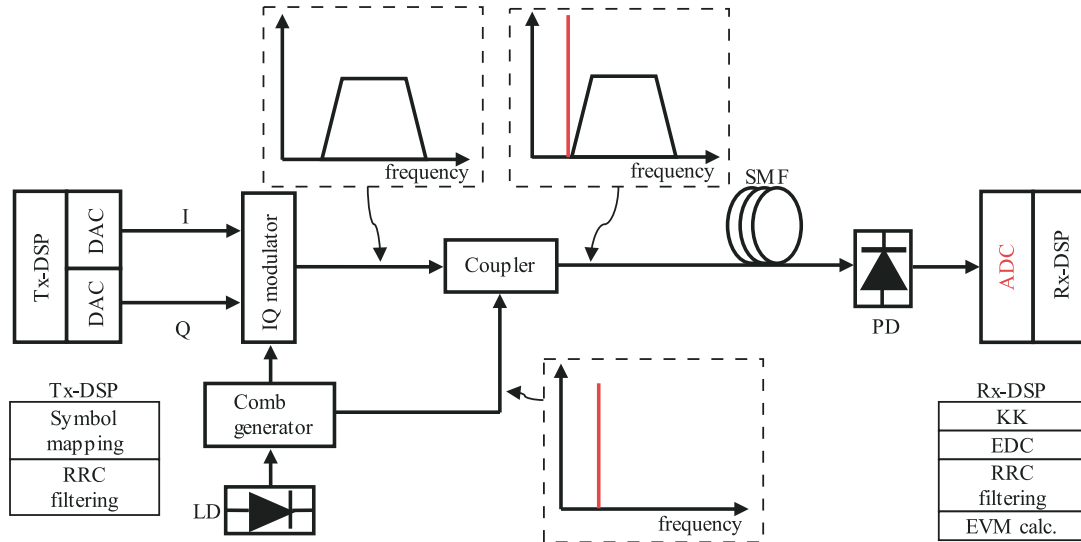 frequency
frequency
SMF
Tx-DSP
DAC
DAC
I
Q
IQ modulator
Coupler
PD
ADC
Rx-DSP
Comb
generator
LD
frequency
Tx-DSP
Symbol
mapping
RRC
filtering
Rx-DSP
KK
EDC
RRC
filtering
EVM calc.